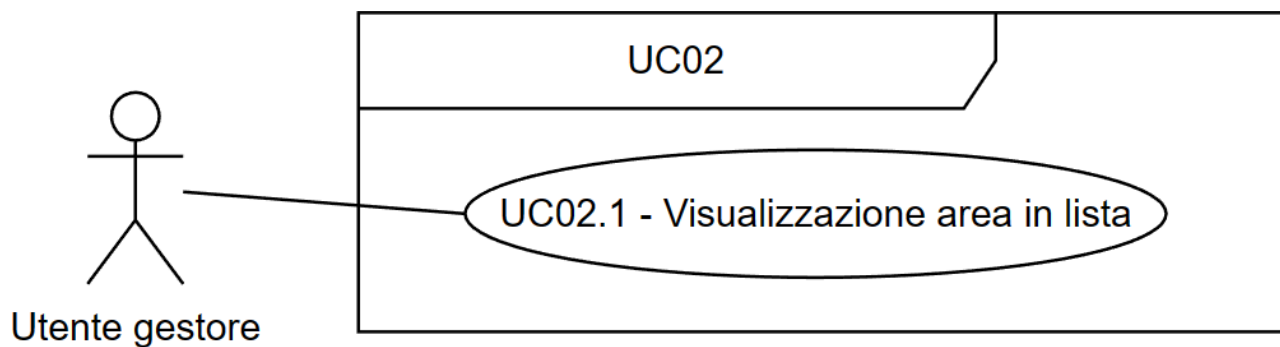 UC02
UC02.1 - Visualizzazione area in lista
Utente gestore